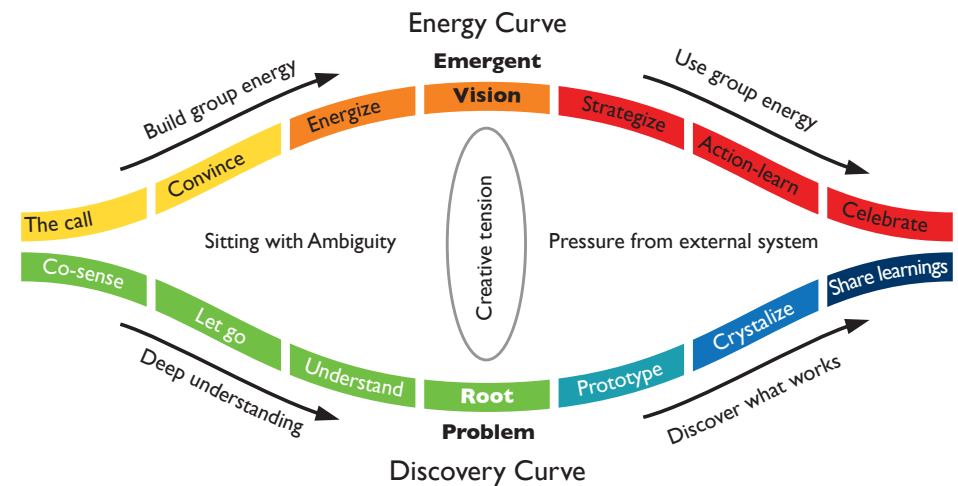 Energy Curve
Emergent
Vision
Build group energy
Use group energy
The call
Convince
Energize
Strategize
Action-learn
Celebrate
Sitting with Ambiguity
Creative tension
Pressure from external system
Co-sense
Let go
Understand
Root
Prototype
Crystalize
Share learnings
Deep understanding
Discover what works
Problem
Discovery Curve